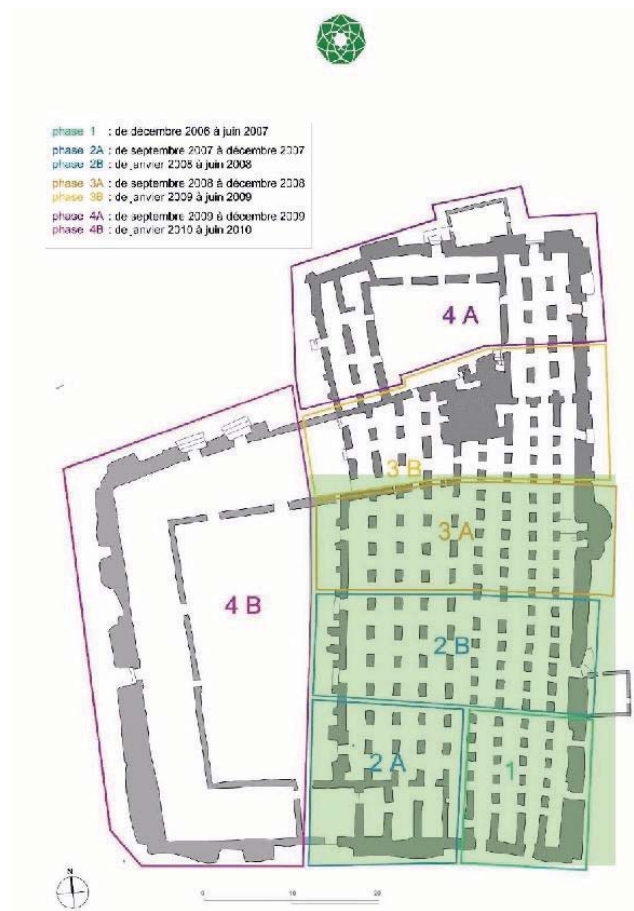 phase 1 : de décembre 2006 à juin 2007
phase 2A : de septembre 2007 à décembre 2007
phase 2B : de janvier 2008 à juin 2008
phase 3A : de septembre 2008 à décembre 2008
phase 3B : de janvier 2009 à juin 2009
phase 4A : de septembre 2009 à décembre 2009
phase 4B : de janvier 2010 à juin 2010
4 A
3 B
3 A
4 B
2 B
2 A
1
N
0 10 20